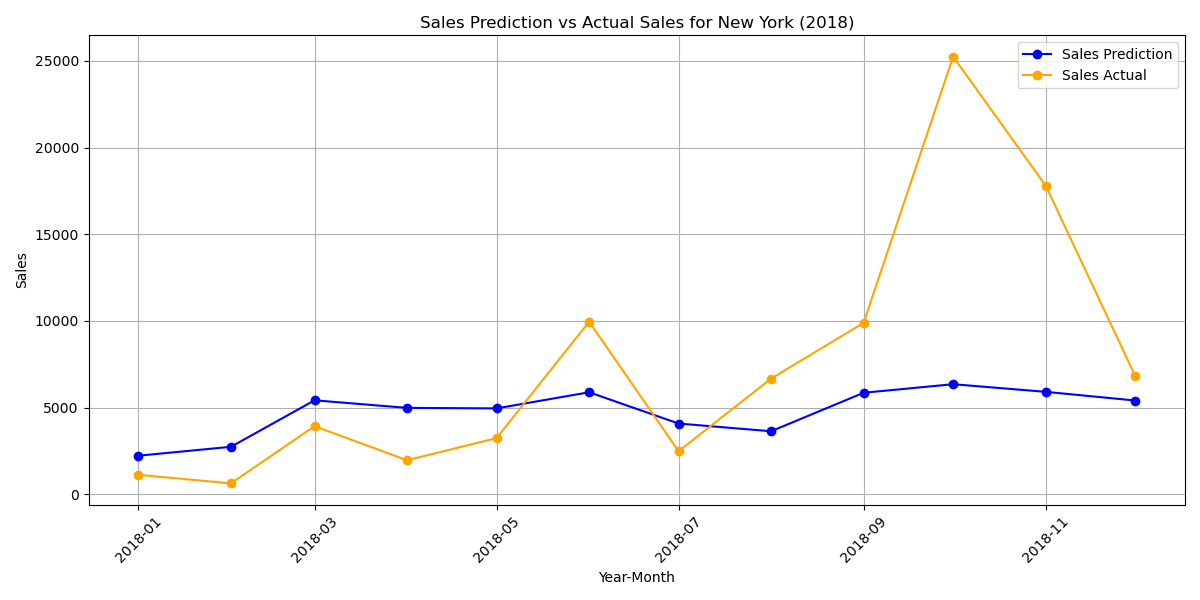 Sales Prediction vs Actual Sales for New York (2018)
Sales Prediction
Sales Actual
25000
20000
15000
10000
5000
0
Sales
2018-01
2018-03
2018-05
2018-07
2018-09
2018-11
Year-Month